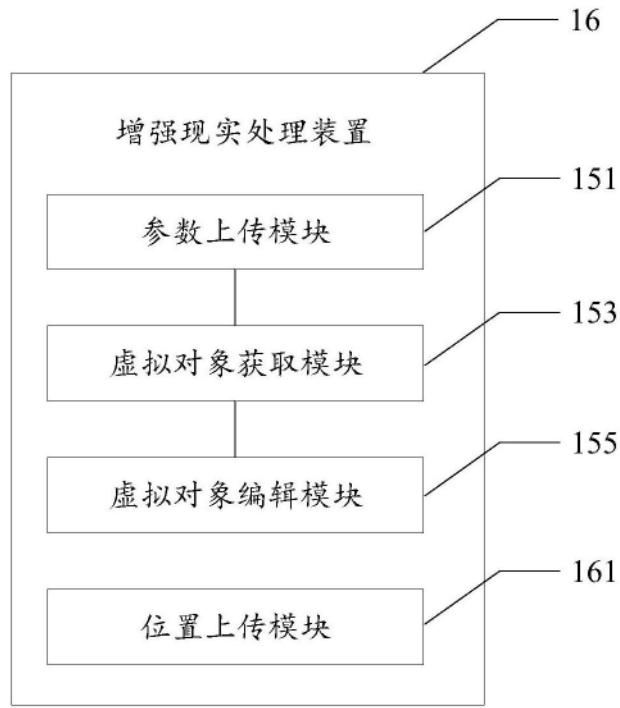 16
增强现实处理装置
151
参数上传模块
153
虚拟对象获取模块
155
虚拟对象编辑模块
161
位置上传模块